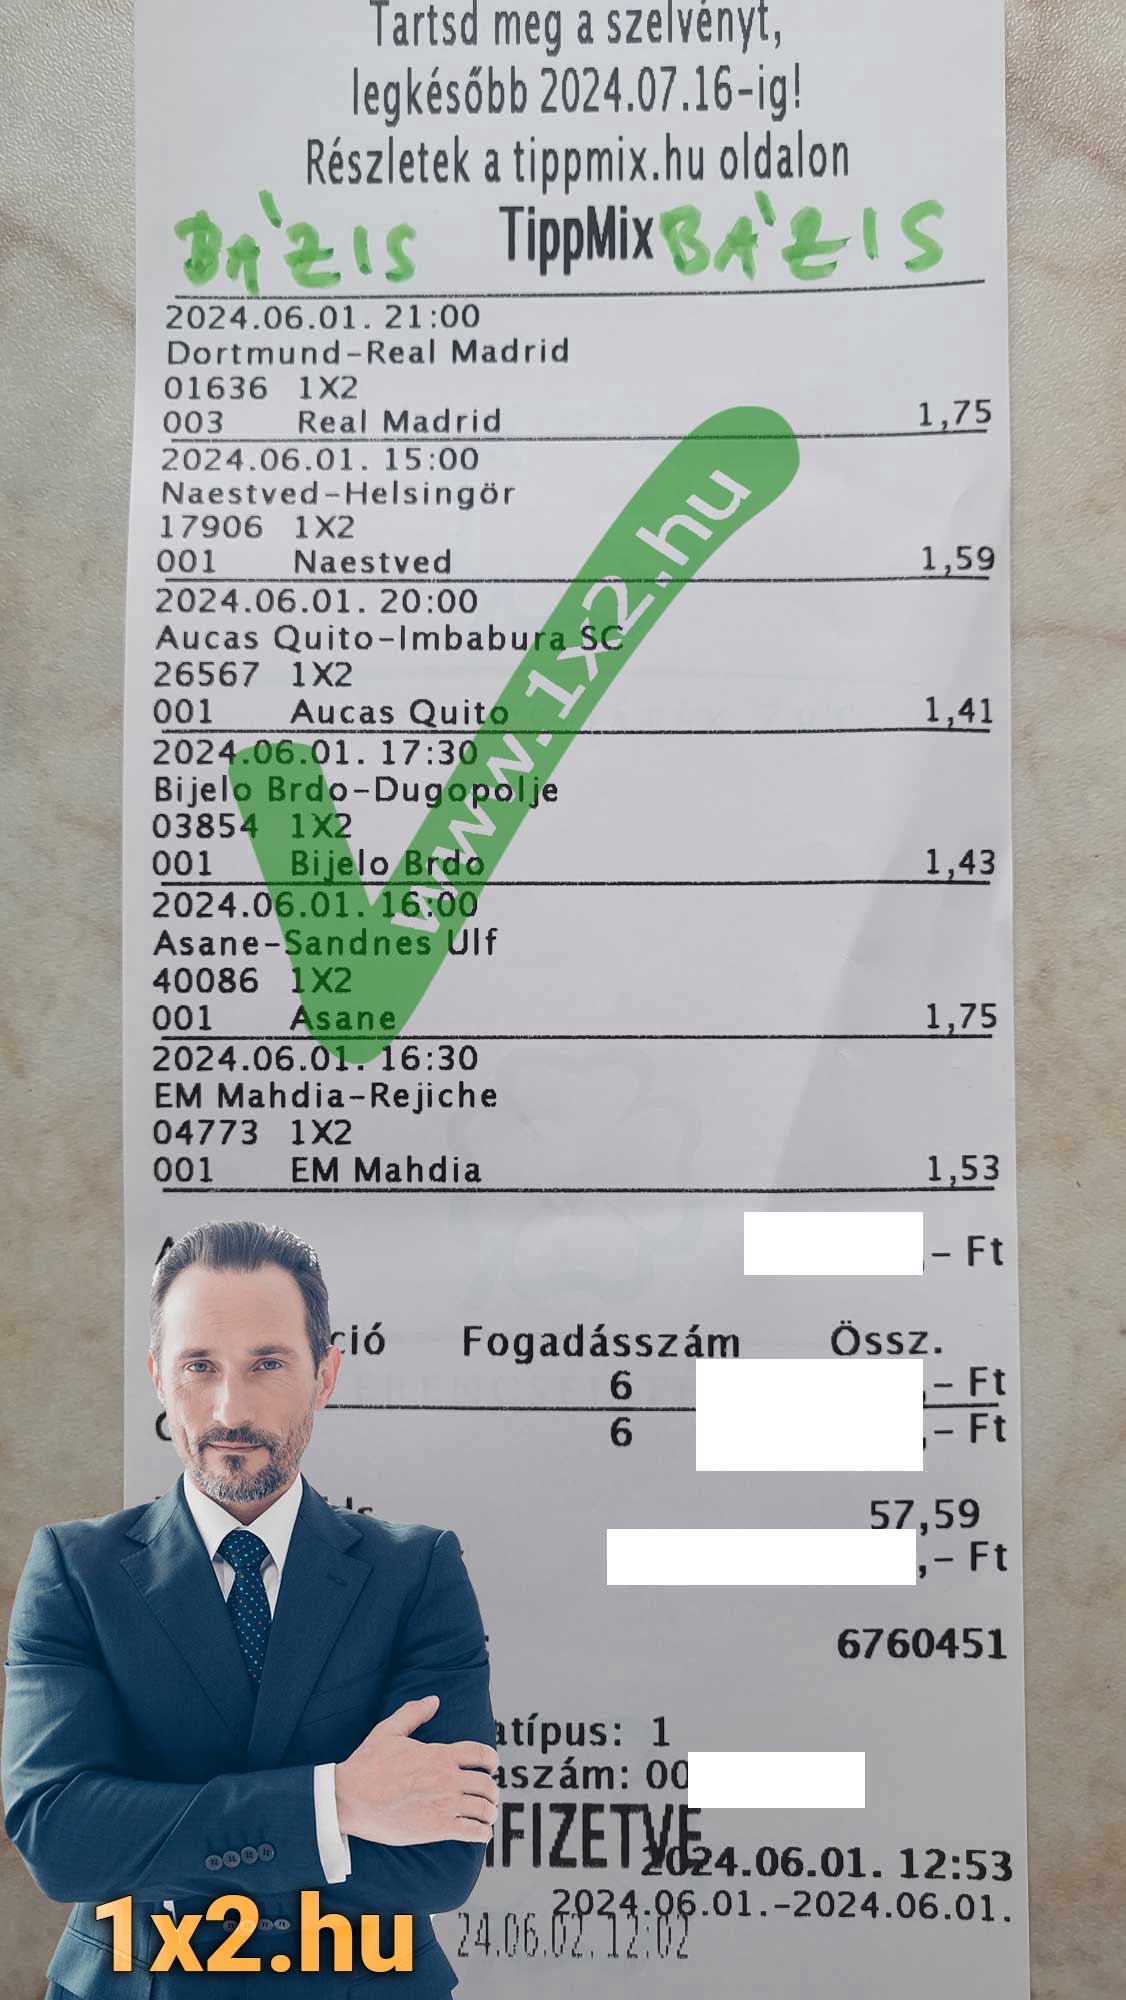 Tartsd meg a szelvényt,
legkésőbb 2024.07.16-ig!
Részletek a tippmix.hu oldalon
BÁZIS TippMix BÁZIS
2024.06.01. 21:00
Dortmund-Real Madrid
01636 1X2
003 Real Madrid 1,75
2024.06.01. 15:00
Naestved-Helsingör
17906 1X2
001 Naestved 1,59
2024.06.01. 20:00
Aucas Quito-Imbabura SC
26567 1X2
001 Aucas Quito 1,41
2024.06.01. 17:30
Bijelo Brdo-Dugopolje
03854 1X2
001 Bijelo Brdo 1,43
2024.06.01. 16:00
Asane-Sandnes Ulf
40086 1X2
001 Asane 1,75
2024.06.01. 16:30
EM Mahdia-Rejiche
04773 1X2
001 EM Mahdia 1,53
www.1x2.hu
,- Ft
ció Fogadásszám Össz.
6 ,- Ft
6 ,- Ft
57,59
,- Ft
6760451
atípus: 1
aszám: 00
IFIZETVE
2024.06.01. 12:53
2024.06.01.-2024.06.01.
24.06.02. 12:02
1x2.hu